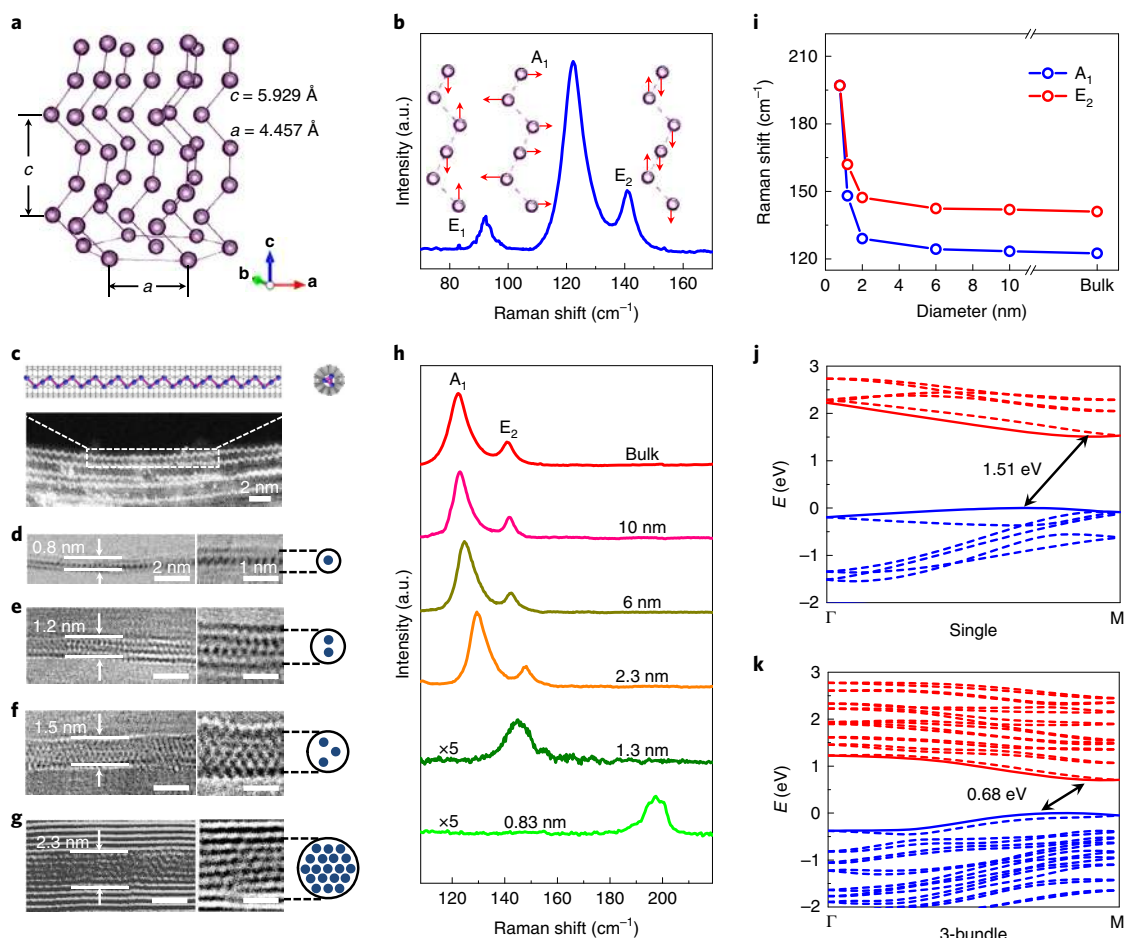 a
c = 5.929 Å
a = 4.457 Å
c
a
c
b
a
b
Intensity (a.u.)
A1
E2
E1
80 100 120 140 160
Raman shift (cm−1)
i
Raman shift (cm−1)
210
180
150
120
A1
E2
0 2 4 6 8 10 Bulk
Diameter (nm)
c
2 nm
d
0.8 nm
2 nm
1 nm
e
1.2 nm
f
1.5 nm
g
2.3 nm
h
Intensity (a.u.)
A1
E2
Bulk
10 nm
6 nm
2.3 nm
×5
1.3 nm
×5
0.83 nm
120 140 160 180 200
Raman shift (cm−1)
j
E (eV)
3
2
1
0
−1
−2
1.51 eV
Γ M
Single
k
E (eV)
3
2
1
0
−1
−2
0.68 eV
Γ M
3-bundle